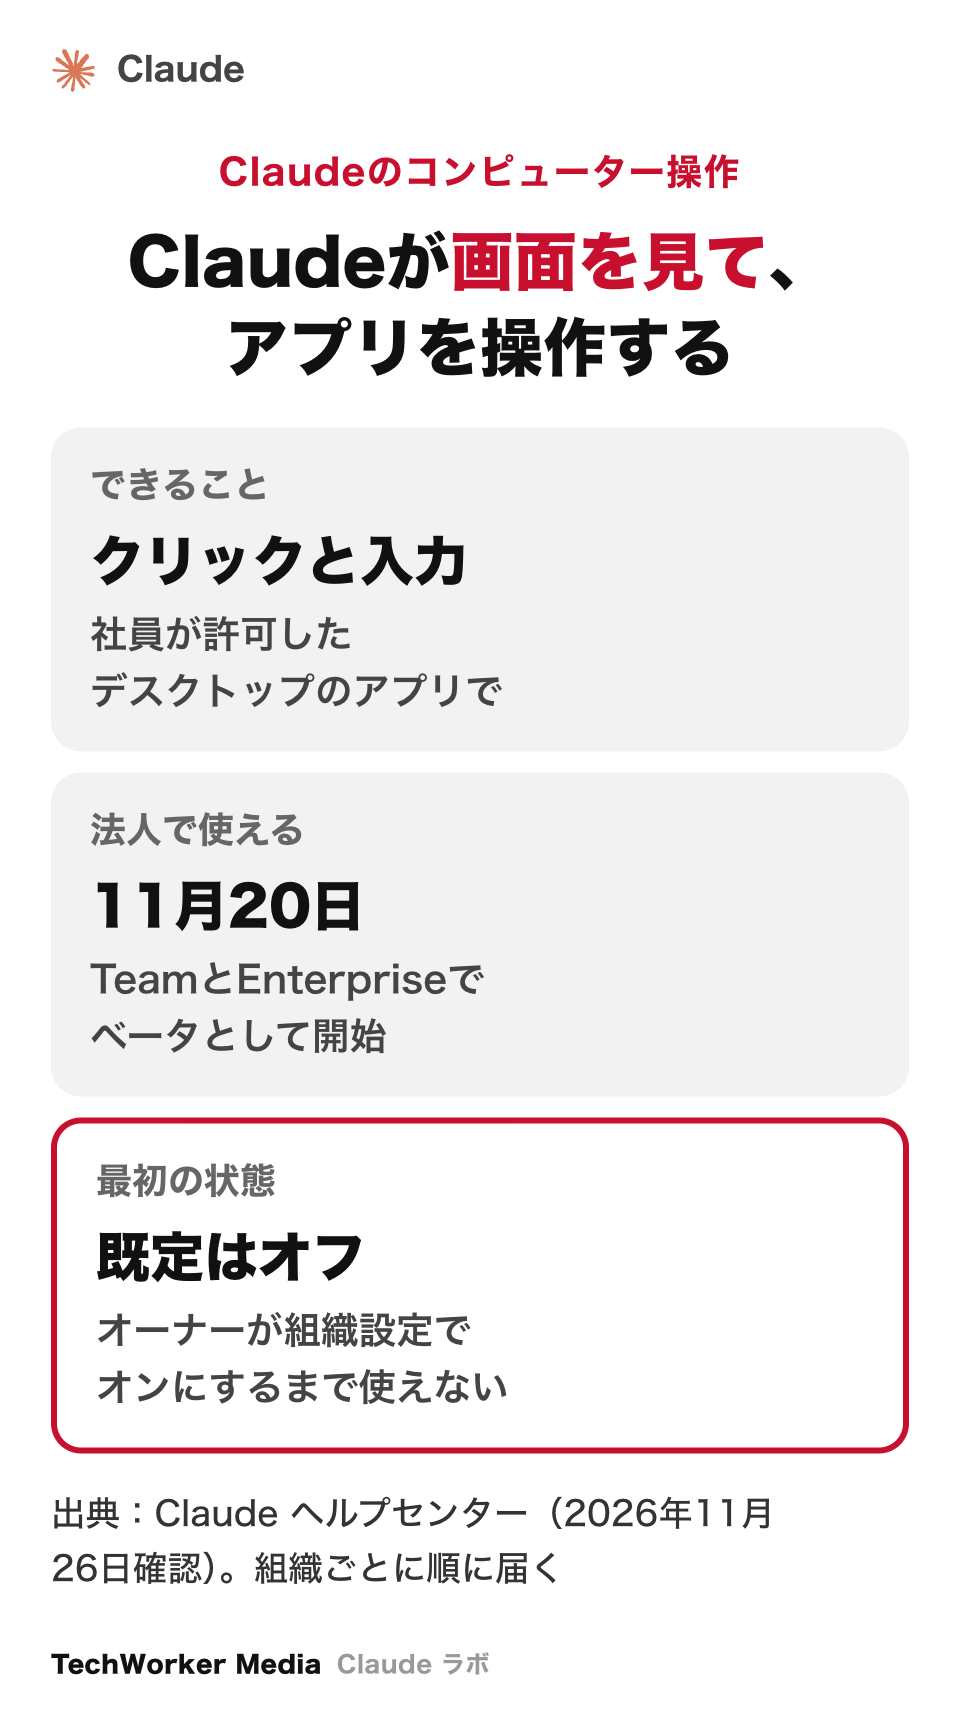 Claude
Claudeのコンピューター操作
Claudeが画面を見て、
アプリを操作する
できること
クリックと入力
社員が許可した
デスクトップのアプリで
法人で使える
11月20日
TeamとEnterpriseで
ベータとして開始
最初の状態
既定はオフ
オーナーが組織設定で
オンにするまで使えない
出典：Claude ヘルプセンター（2026年11月
26日確認）。組織ごとに順に届く
TechWorker Media Claude ラボ